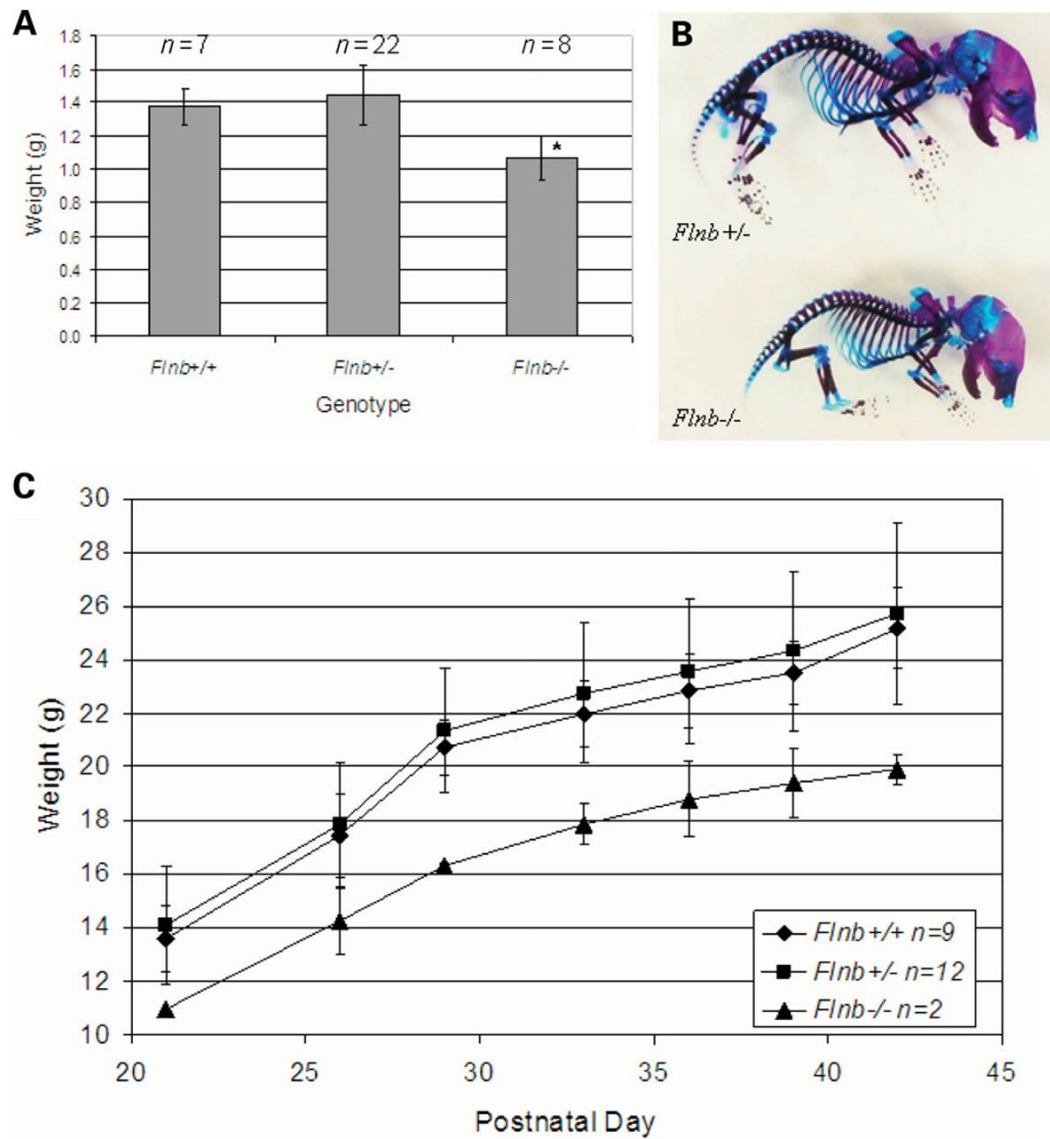 A
n=7
n=22
n=8
1.8
1.6
1.4
1.2
1.0
0.8
0.6
0.4
0.2
0.0
Weight (g)
*
Flnb+/+
Flnb+/-
Flnb-/-
Genotype
B
Flnb+/-
Flnb-/-
C
30
28
26
24
22
20
18
16
14
12
10
Weight (g)
Flnb+/+ n=9
Flnb+/- n=12
Flnb-/- n=2
20
25
30
35
40
45
Postnatal Day